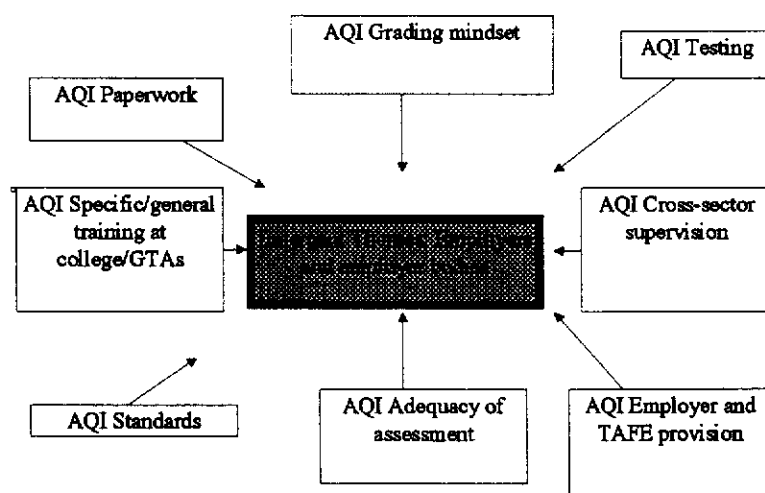 AQI Grading mindset
AQI Testing
AQI Paperwork
AQI Specific/general
training at
college/GTAs
AQI Cross-sector
supervision
AQI Standards
AQI Adequacy of
assessment
AQI Employer and
TAFE provision